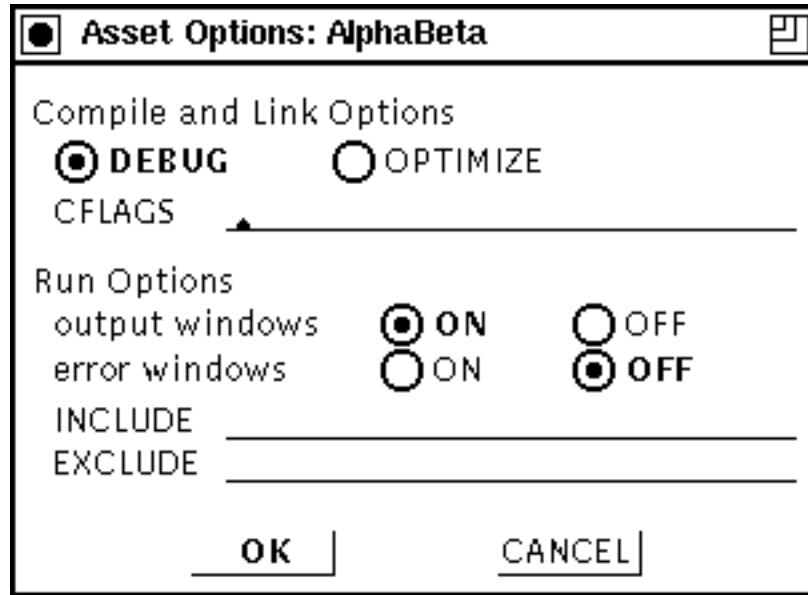 Asset Options: AlphaBeta
Compile and Link Options
DEBUG OPTIMIZE
CFLAGS
Run Options
output windows ON OFF
error windows ON OFF
INCLUDE
EXCLUDE
OK CANCEL